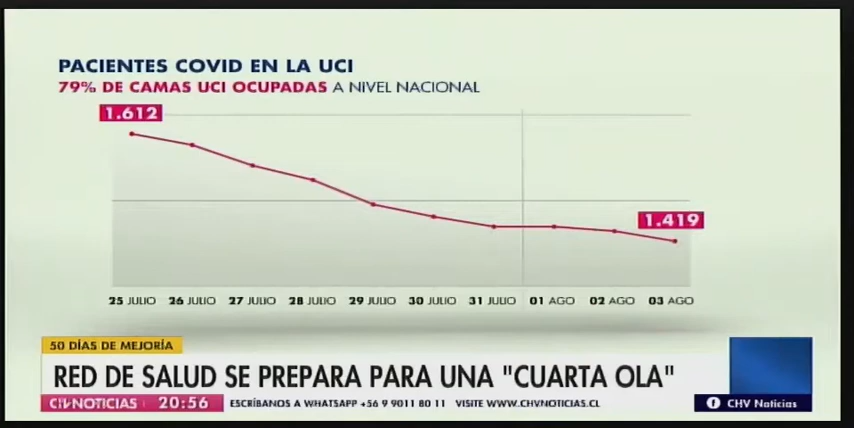 PACIENTES COVID EN LA UCI
79% DE CAMAS UCI OCUPADAS A NIVEL NACIONAL
1.612
1.419
25 JULIO 26 JULIO 27 JULIO 28 JULIO 29 JULIO 30 JULIO 31 JULIO 01 AGO 02 AGO 03 AGO
50 DÍAS DE MEJORÍA
RED DE SALUD SE PREPARA PARA UNA "CUARTA OLA"
CHV NOTICIAS 20:56 ESCRÍBANOS A WHATSAPP +56 9 9011 80 11 VISITE WWW.CHVNOTICIAS.CL CHV Noticias